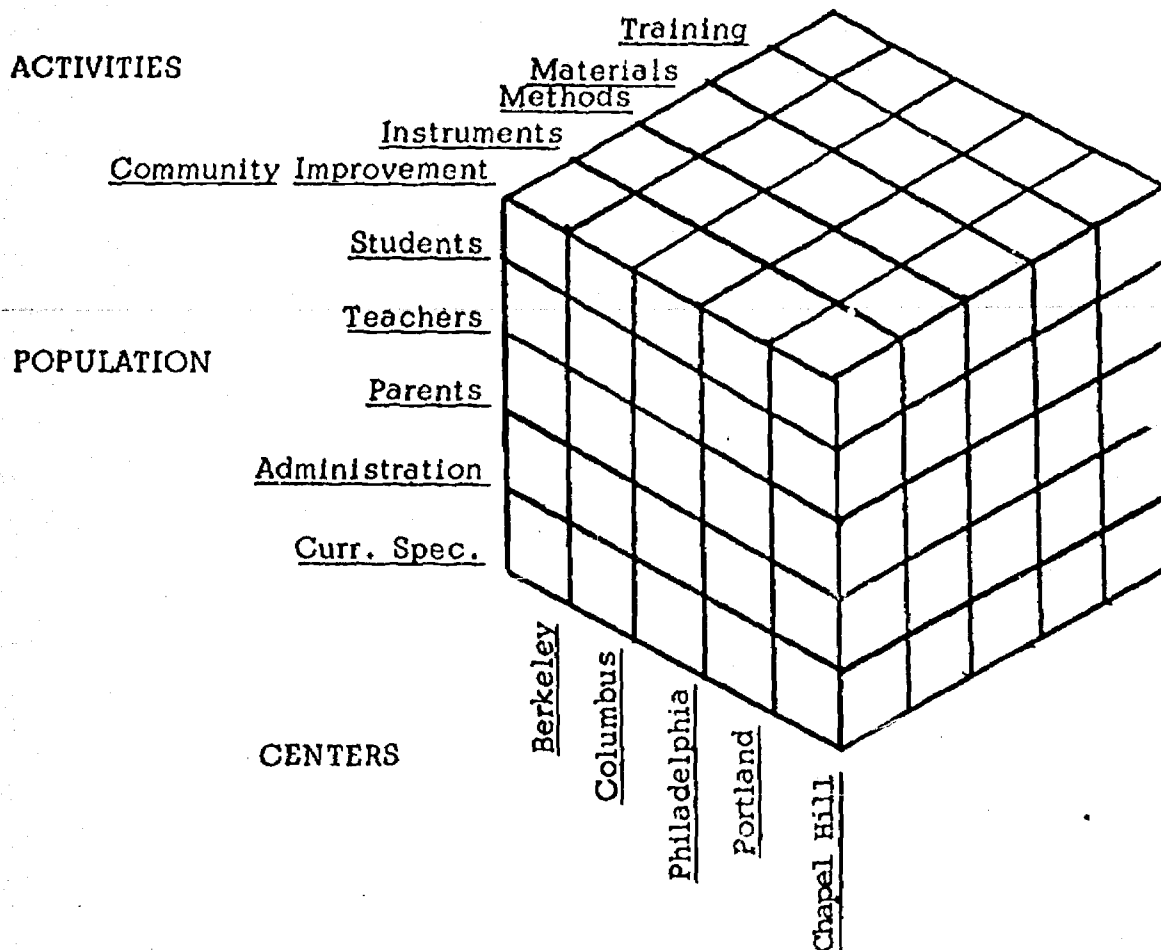 Training
ACTIVITIES
Materials
Methods
Instruments
Community Improvement
Students
Teachers
POPULATION
Parents
Administration
Curr. Spec.
Berkeley
Columbus
Philadelphia
Portland
Chapel Hill
CENTERS